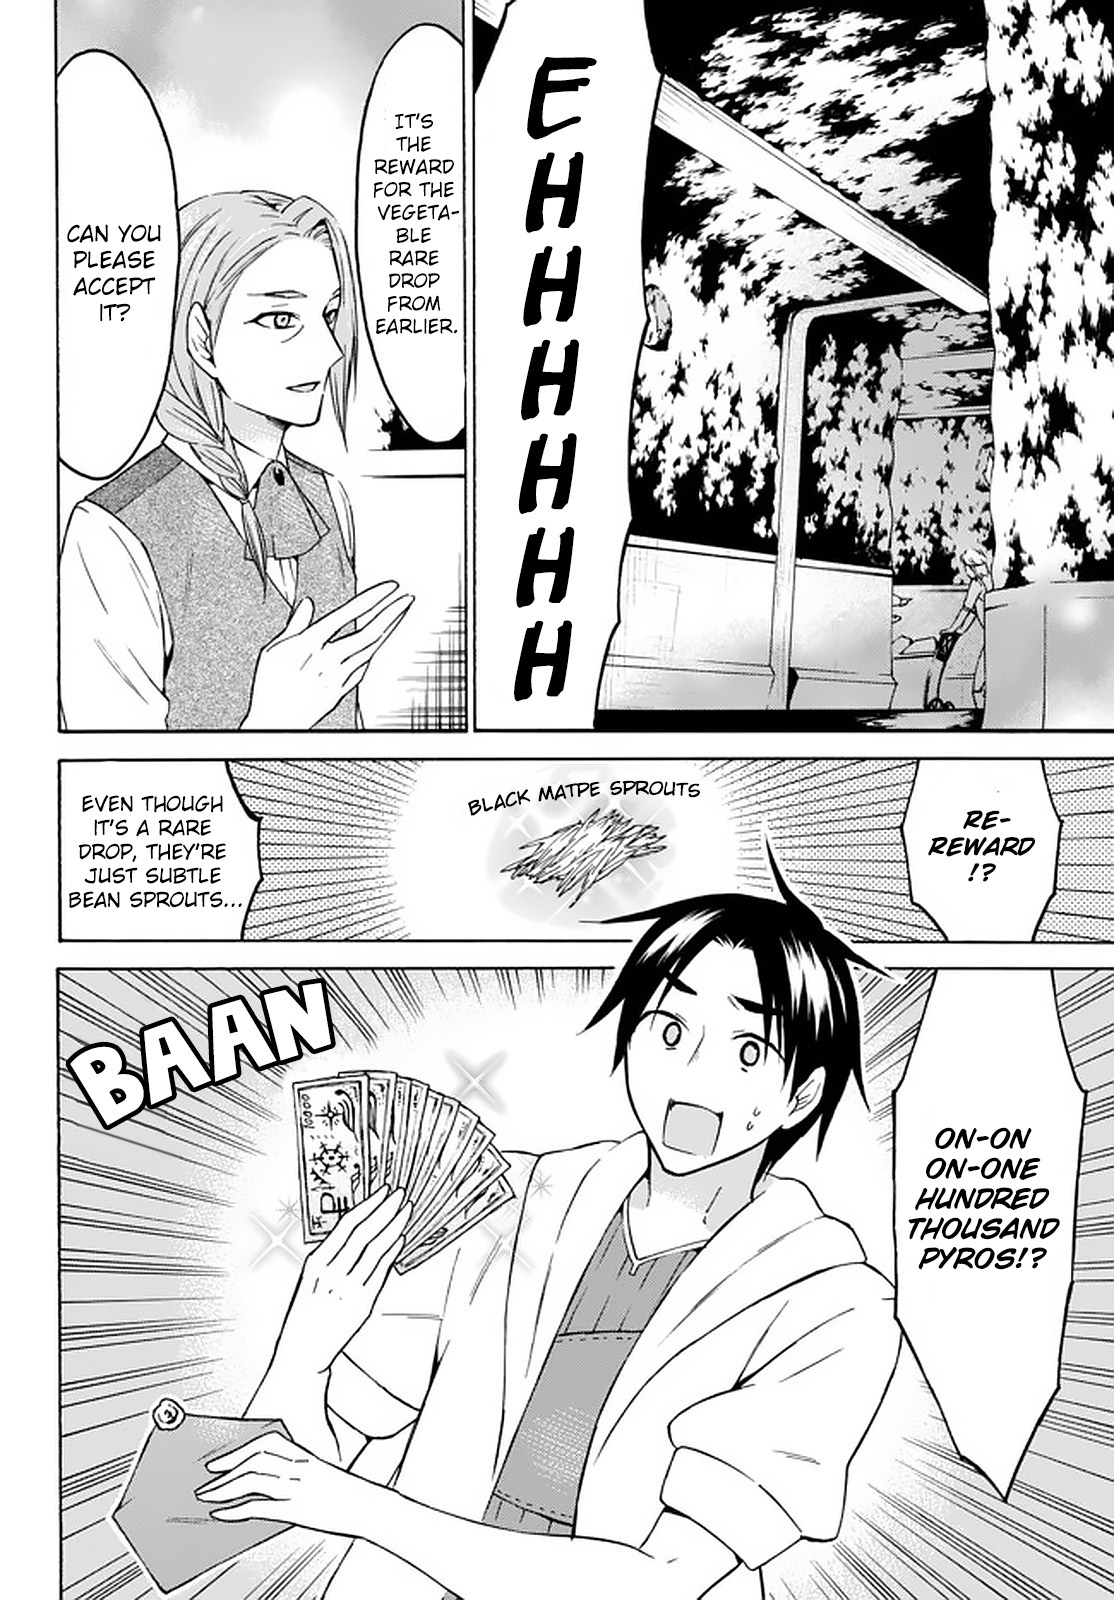 EHHHHHH
IT'S
THE
REWARD
FOR THE
VEGETA-
BLE
RARE
DROP
FROM
EARLIER.
CAN YOU
PLEASE
ACCEPT
IT?
RE-
REWARD
!?
BLACK MATPE SPROUTS
EVEN THOUGH
IT'S A RARE
DROP, THEY'RE
JUST SUBTLE
BEAN SPROUTS...
ON-ON
ON-ONE
HUNDRED
THOUSAND
PYROS!?
BAAN
10000